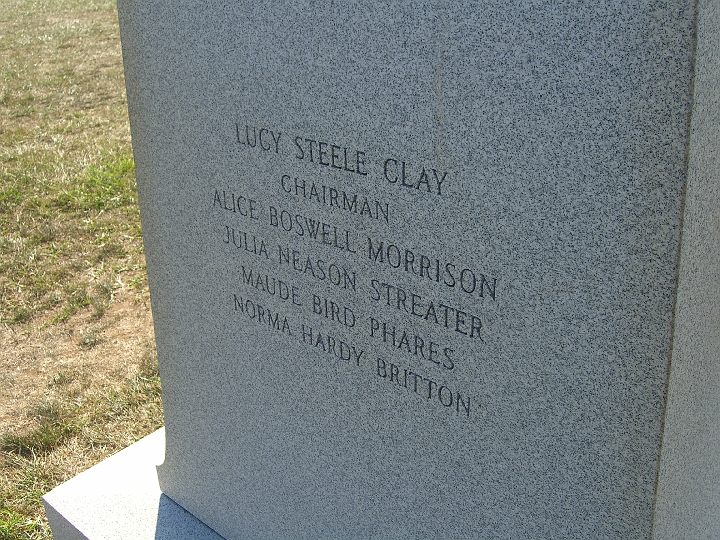 LUCY STEELE CLAY
CHAIRMAN
ALICE BOSWELL MORRISON
JULIA NEASON STREATER
MAUDE BIRD PHARES
NORMA HARDY BRITTON